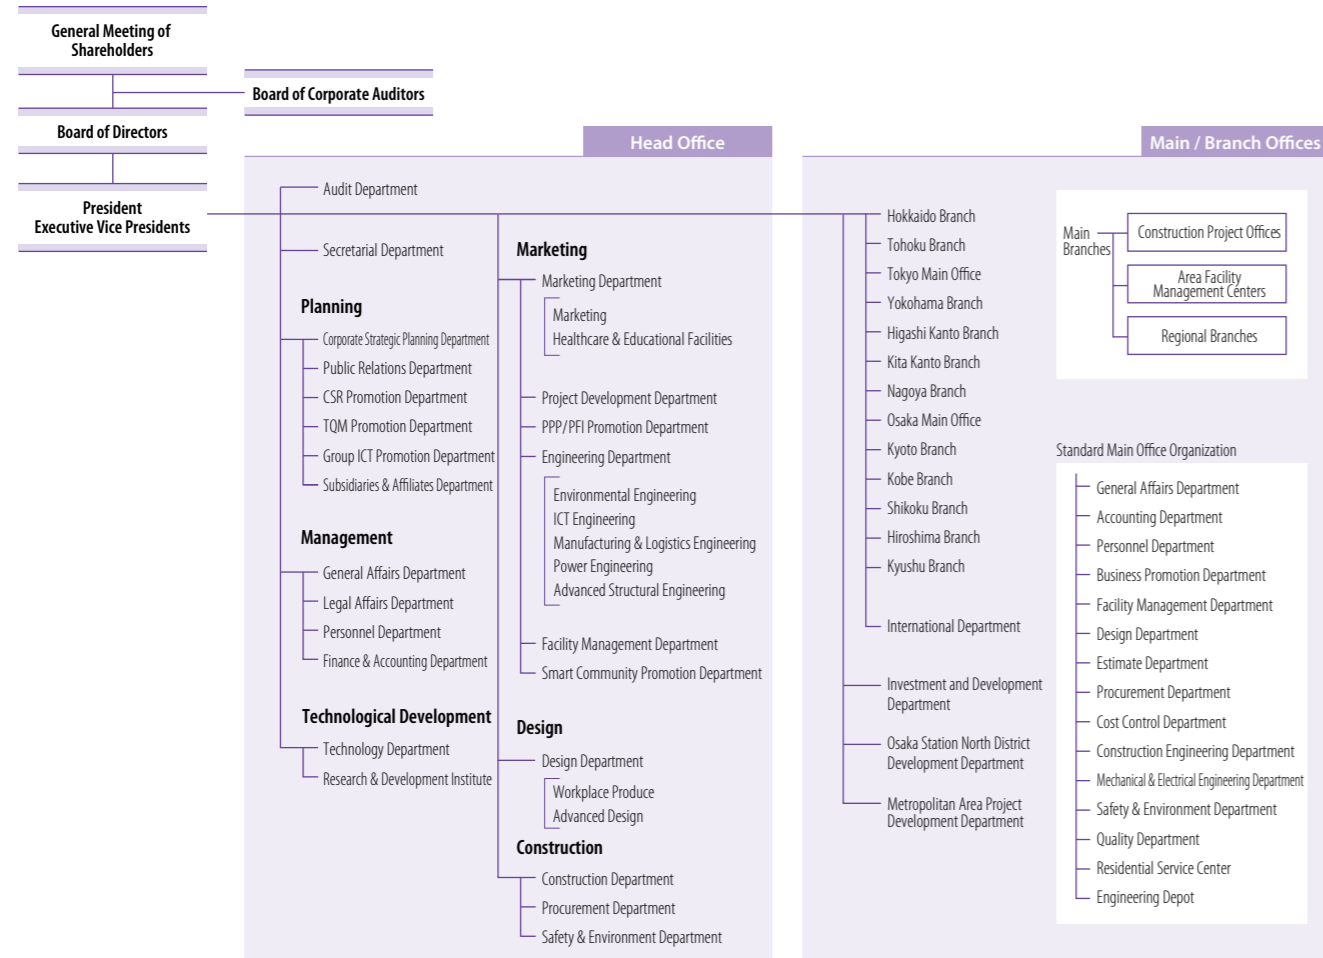 General Meeting of
Shareholders
Board of Corporate Auditors
Board of Directors
President
Executive Vice Presidents
Head Office
Audit Department
Secretarial Department
Planning
Corporate Strategic Planning Department
Public Relations Department
CSR Promotion Department
TQM Promotion Department
Group ICT Promotion Department
Subsidiaries & Affiliates Department
Management
General Affairs Department
Legal Affairs Department
Personnel Department
Finance & Accounting Department
Technological Development
Technology Department
Research & Development Institute
Marketing
Marketing Department
Marketing
Healthcare & Educational Facilities
Project Development Department
PPP/PFI Promotion Department
Engineering Department
Environmental Engineering
ICT Engineering
Manufacturing & Logistics Engineering
Power Engineering
Advanced Structural Engineering
Facility Management Department
Smart Community Promotion Department
Design
Design Department
Workplace Produce
Advanced Design
Construction
Construction Department
Procurement Department
Safety & Environment Department
Main / Branch Offices
Hokkaido Branch
Tohoku Branch
Tokyo Main Office
Yokohama Branch
Higashi Kanto Branch
Kita Kanto Branch
Nagoya Branch
Osaka Main Office
Kyoto Branch
Kobe Branch
Shikoku Branch
Hiroshima Branch
Kyushu Branch
International Department
Investment and Development
Department
Osaka Station North District
Development Department
Metropolitan Area Project
Development Department
Main
Branches
Construction Project Offices
Area Facility
Management Centers
Regional Branches
Standard Main Office Organization
General Affairs Department
Accounting Department
Personnel Department
Business Promotion Department
Facility Management Department
Design Department
Estimate Department
Procurement Department
Cost Control Department
Construction Engineering Department
Mechanical & Electrical Engineering Department
Safety & Environment Department
Quality Department
Residential Service Center
Engineering Depot